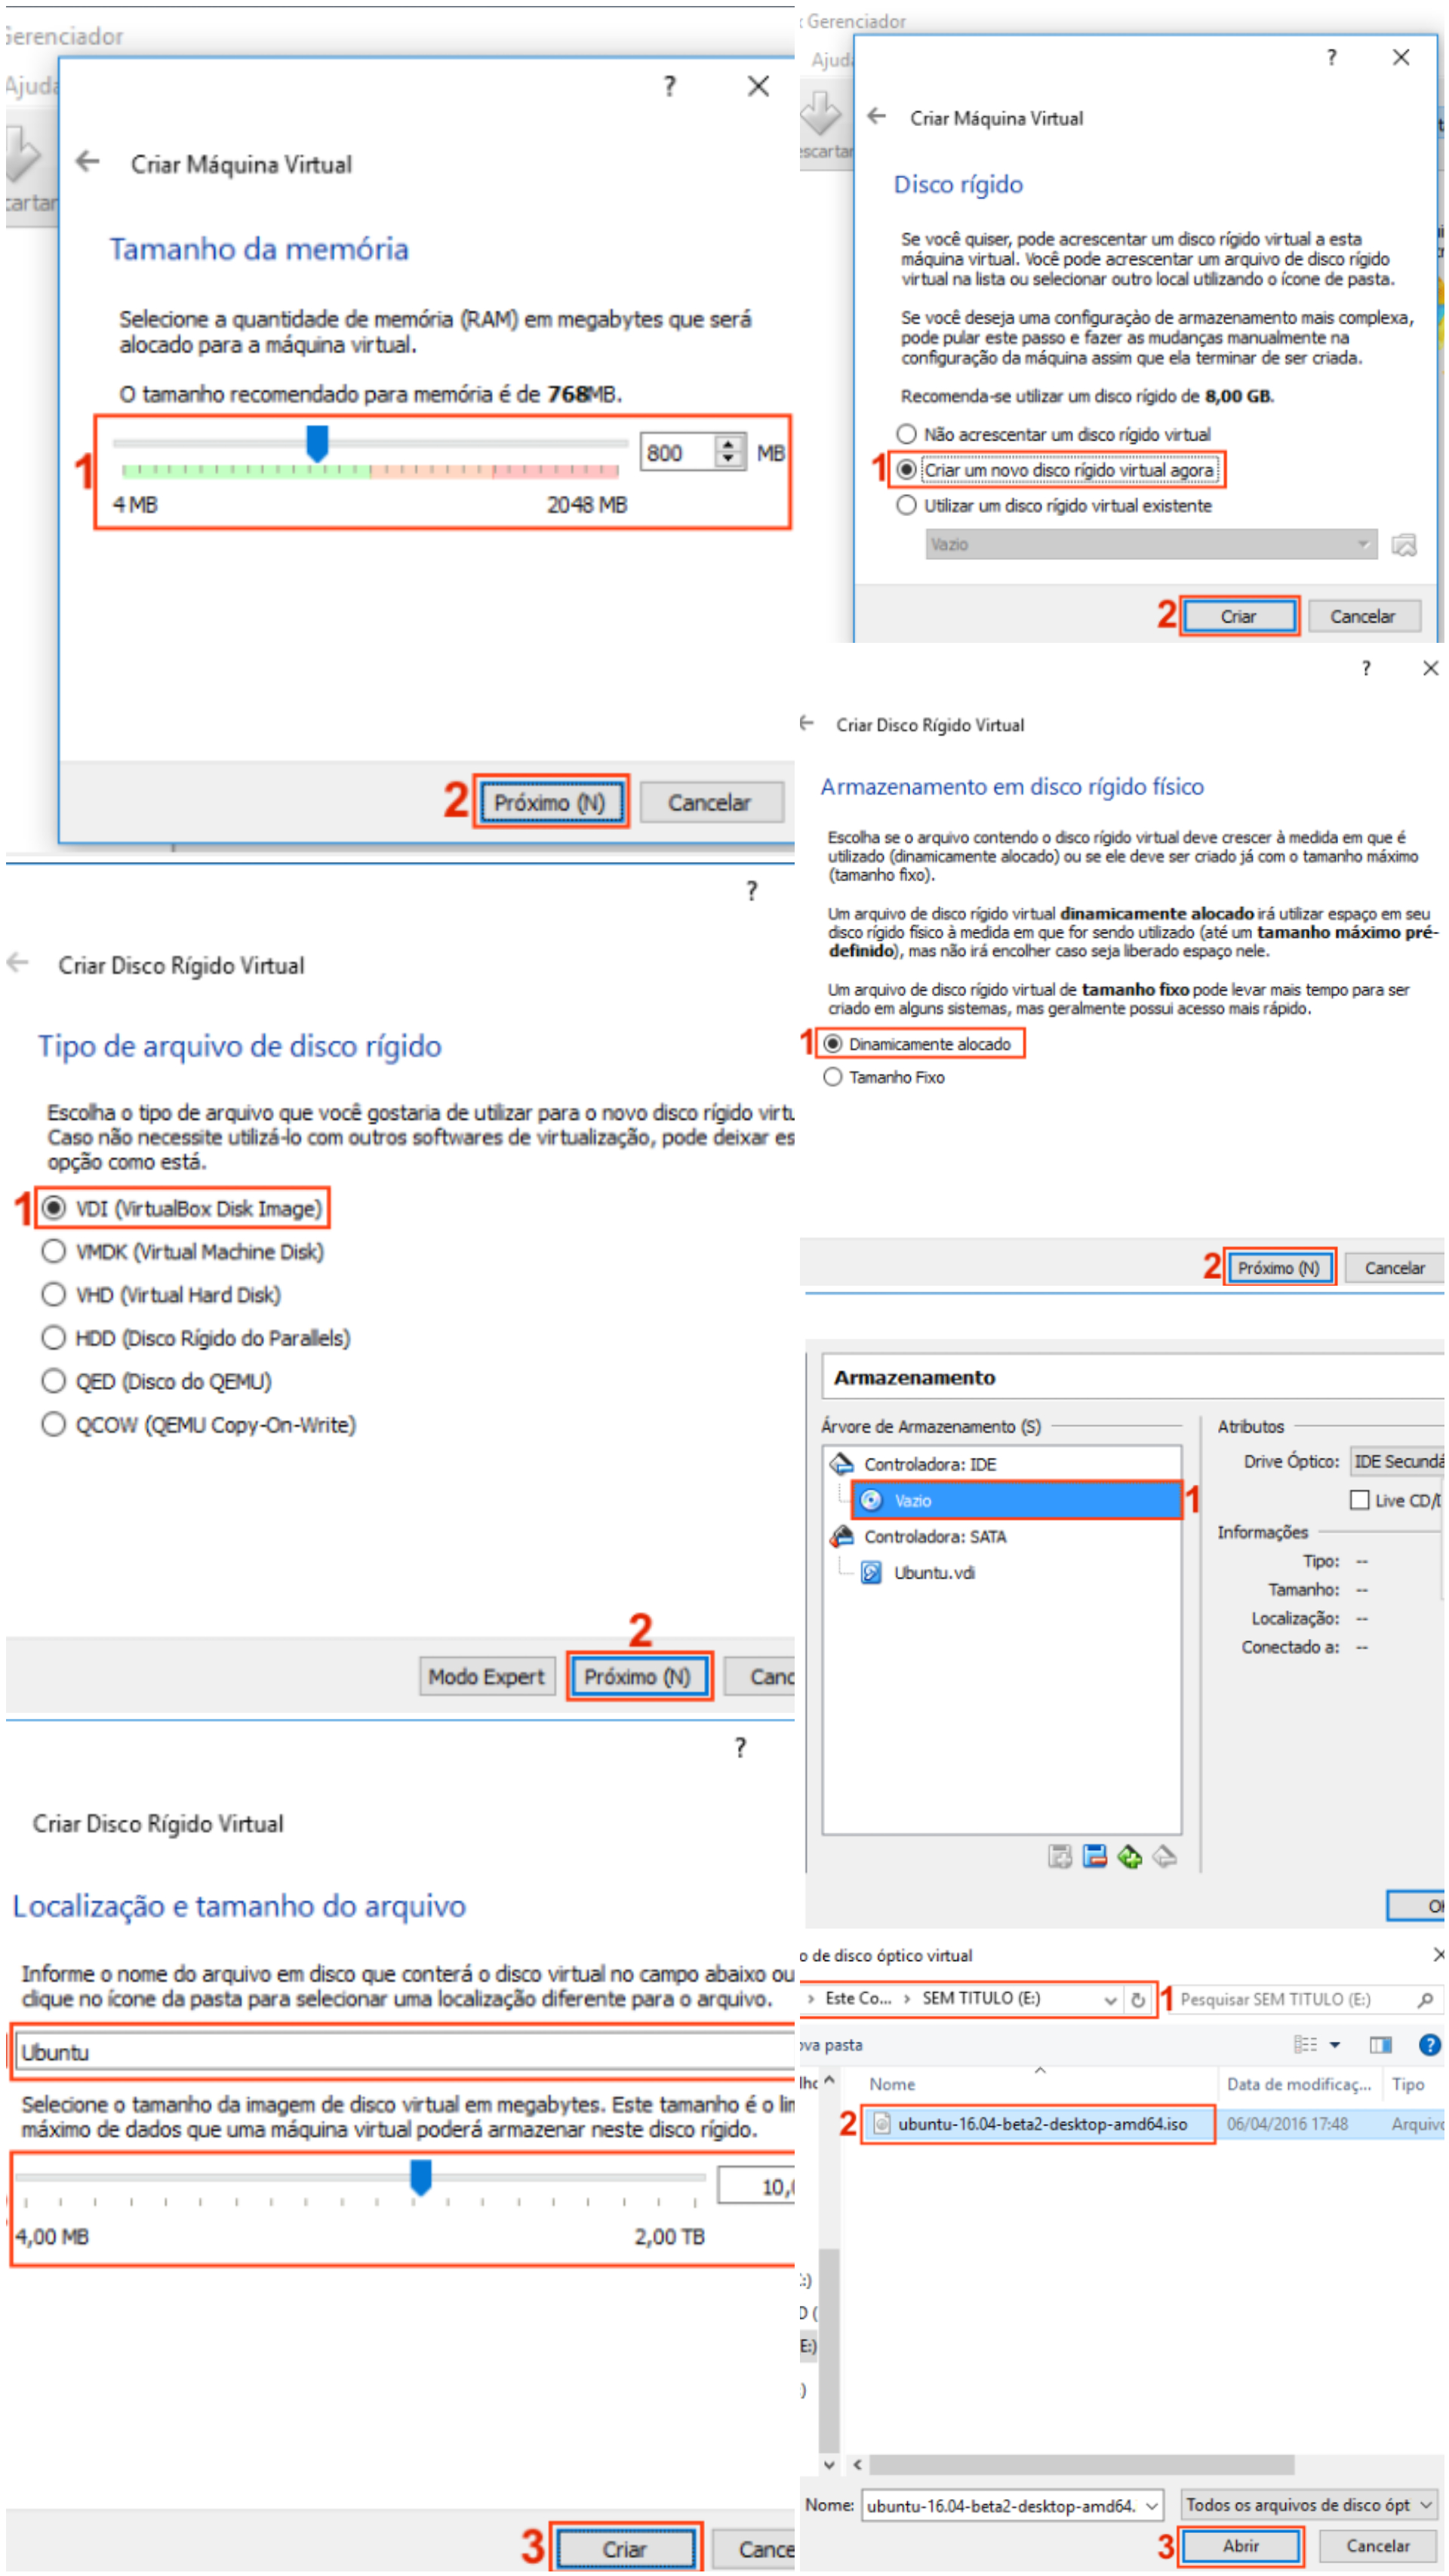 Gerenciador
Ajuda
?
Criar Máquina Virtual
Tamanho da memória
Selecione a quantidade de memória (RAM) em megabytes que será
alocado para a máquina virtual.
O tamanho recomendado para memória é de 768MB.
1
800 MB
4 MB 2048 MB
2 Próximo (N) Cancelar
?
Criar Disco Rígido Virtual
Tipo de arquivo de disco rígido
Escolha o tipo de arquivo que você gostaria de utilizar para o novo disco rígido virtu
Caso não necessite utilizá-lo com outros softwares de virtualização, pode deixar es
opção como está.
1 VDI (VirtualBox Disk Image)
VMDK (Virtual Machine Disk)
VHD (Virtual Hard Disk)
HDD (Disco Rígido do Parallels)
QED (Disco do QEMU)
QCOW (QEMU Copy-On-Write)
2
Modo Expert Próximo (N) Canc
?
Criar Disco Rígido Virtual
Localização e tamanho do arquivo
Informe o nome do arquivo em disco que conterá o disco virtual no campo abaixo ou
clique no ícone da pasta para selecionar uma localização diferente para o arquivo.
Ubuntu
Selecione o tamanho da imagem de disco virtual em megabytes. Este tamanho é o lim
máximo de dados que uma máquina virtual poderá armazenar neste disco rígido.
10,
4,00 MB 2,00 TB
3 Criar Cance
Gerenciador
Ajuda
?
Criar Máquina Virtual
escartar
Disco rígido
Se você quiser, pode acrescentar um disco rígido virtual a esta
máquina virtual. Você pode acrescentar um arquivo de disco rígido
virtual na lista ou selecionar outro local utilizando o ícone de pasta.
Se você deseja uma configuraçào de armazenamento mais complexa,
pode pular este passo e fazer as mudanças manualmente na
configuração da máquina assim que ela terminar de ser criada.
Recomenda-se utilizar um disco rígido de 8,00 GB.
Não acrescentar um disco rígido virtual
1 Criar um novo disco rígido virtual agora
Utilizar um disco rígido virtual existente
Vazio
2 Criar Cancelar
?
Criar Disco Rígido Virtual
Armazenamento em disco rígido físico
Escolha se o arquivo contendo o disco rígido virtual deve crescer à medida em que é
utilizado (dinamicamente alocado) ou se ele deve ser criado já com o tamanho máximo
(tamanho fixo).
Um arquivo de disco rígido virtual dinamicamente alocado irá utilizar espaço em seu
disco rígido físico à medida em que for sendo utilizado (até um tamanho máximo pré-
definido), mas não irá encolher caso seja liberado espaço nele.
Um arquivo de disco rígido virtual de tamanho fixo pode levar mais tempo para ser
criado em alguns sistemas, mas geralmente possui acesso mais rápido.
1 Dinamicamente alocado
Tamanho Fixo
2 Próximo (N) Cancelar
Armazenamento
Árvore de Armazenamento (S) Atributos
Controladora: IDE Drive Óptico: IDE Secundá
Vazio 1 Live CD/
Controladora: SATA Informações
Ubuntu.vdi Tipo: --
Tamanho: --
Localização: --
Conectado a: --
o de disco óptico virtual
> Este Co... > SEM TITULO (E:) 1 Pesquisar SEM TITULO (E:)
ova pasta
Nome Data de modificaç... Tipo
2 ubuntu-16.04-beta2-desktop-amd64.iso 06/04/2016 17:48 Arquivo
:)
D (
E:)
)
Nome: ubuntu-16.04-beta2-desktop-amd64. Todos os arquivos de disco ópt
3 Abrir Cancelar